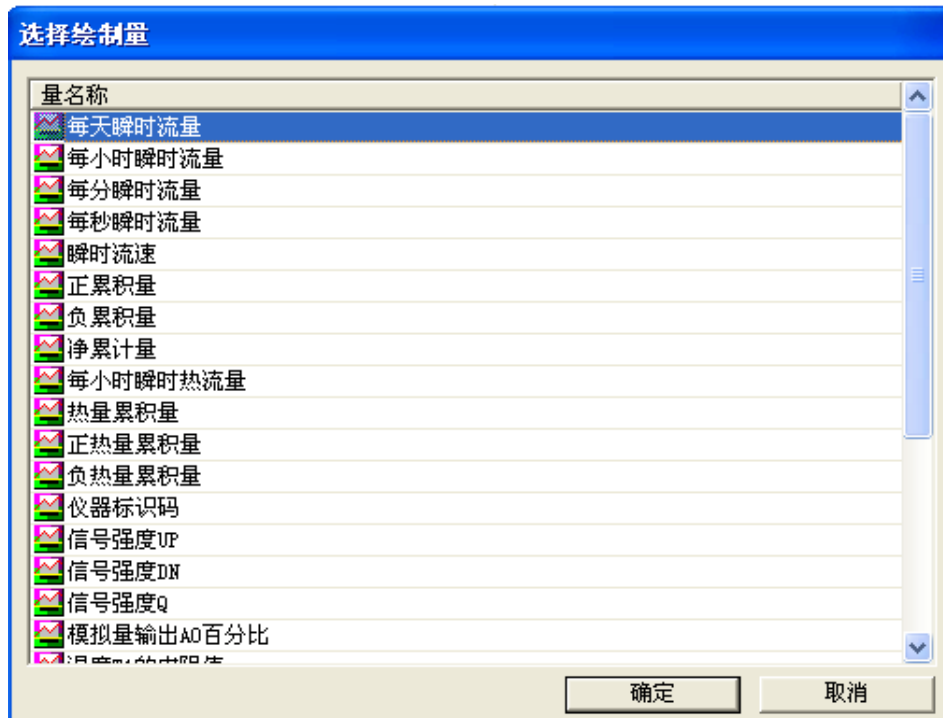 选择绘制量
量名称
每天瞬时流量
每小时瞬时流量
每分瞬时流量
每秒瞬时流量
瞬时流速
正累积量
负累积量
净累计量
每小时瞬时热流量
热量累积量
正热量累积量
负热量累积量
仪器标识码
信号强度UP
信号强度DN
信号强度Q
模拟量输出AO百分比
确定
取消